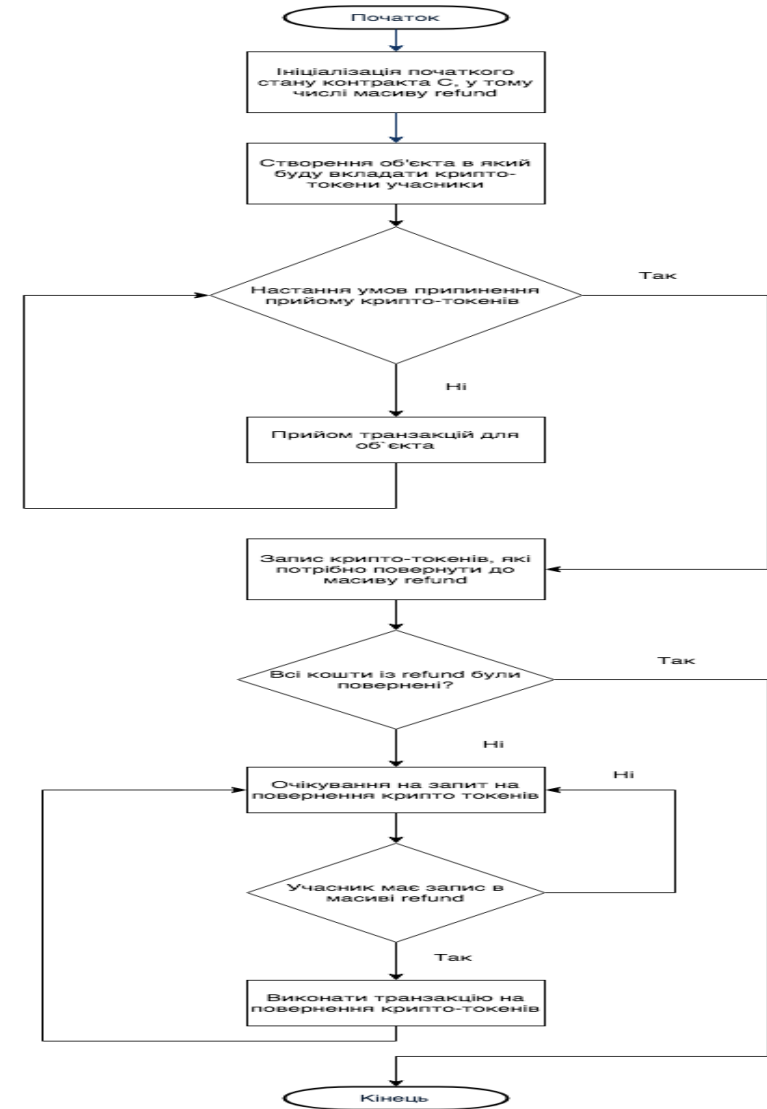 Початок
Ініціалізація початкого
стану контракта С, у тому
числі масиву refund
Створення об'єкта в який
буду вкладати крипто-
токени учасники
Настання умов припинення
прийому крипто-токенів
Так
Ні
Прийом транзакцій для
об`єкта
Запис крипто-токенів, які
потрібно повернути до
масиву refund
Всі кошти із refund були
повернені?
Так
Ні
Очікування на запит на
повернення крипто токенів
Ні
Учасник має запис в
масиві refund
Так
Виконати транзакцію на
повернення крипто-токенів
Кінець